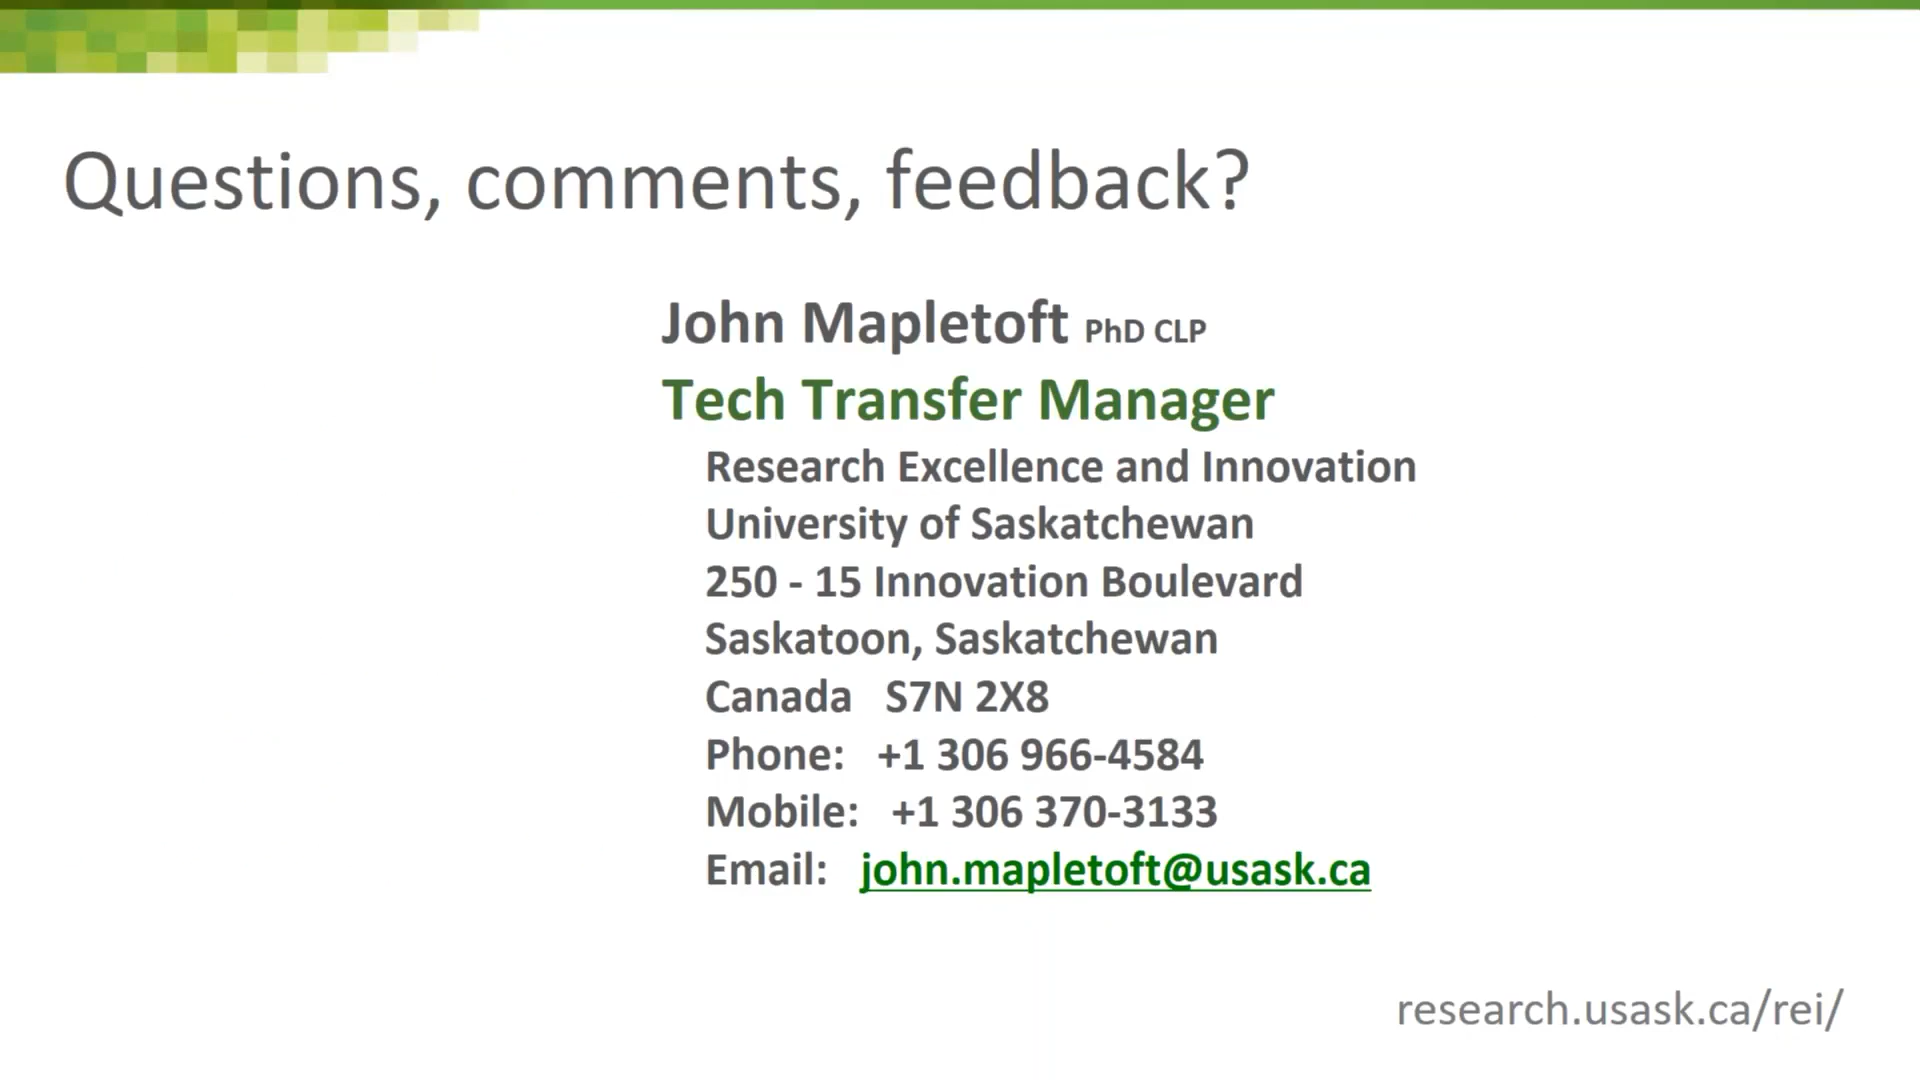 Questions, comments, feedback?
John Mapletoft PhD CLP
Tech Transfer Manager
Research Excellence and Innovation
University of Saskatchewan
250 - 15 Innovation Boulevard
Saskatoon, Saskatchewan
Canada   S7N 2X8
Phone:   +1 306 966-4584
Mobile:   +1 306 370-3133
Email:   john.mapletoft@usask.ca
research.usask.ca/rei/